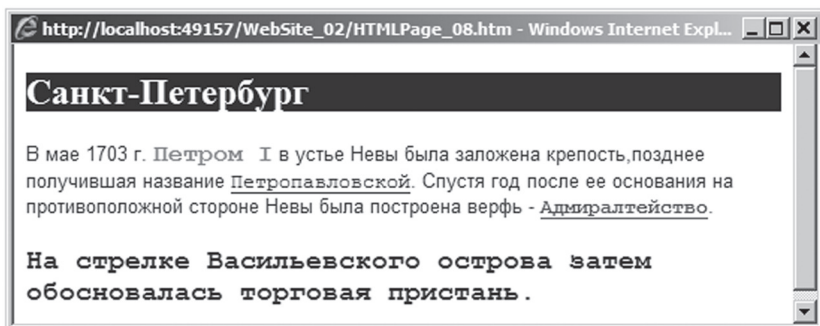 http://localhost:49157/WebSite_02/HTMLPage_08.htm - Windows Internet Expl...
Санкт-Петербург
В мае 1703 г. Петром I в устье Невы была заложена крепость,позднее
получившая название Петропавловской. Спустя год после ее основания на
противоположной стороне Невы была построена верфь - Адмиралтейство.
На стрелке Васильевского острова затем
обосновалась торговая пристань.